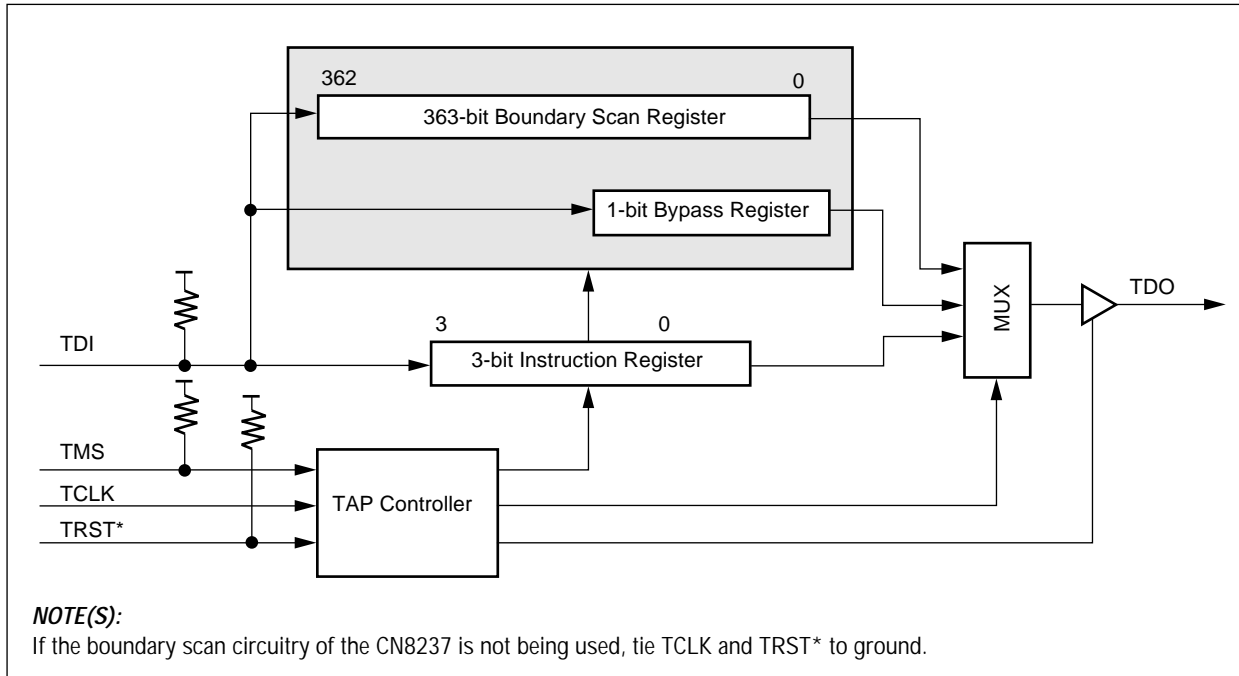 362 0
363-bit Boundary Scan Register
1-bit Bypass Register
MUX
TDO
3 0
TDI
3-bit Instruction Register
TMS
TCLK
TRST*
TAP Controller
NOTE(S):
If the boundary scan circuitry of the CN8237 is not being used, tie TCLK and TRST* to ground.